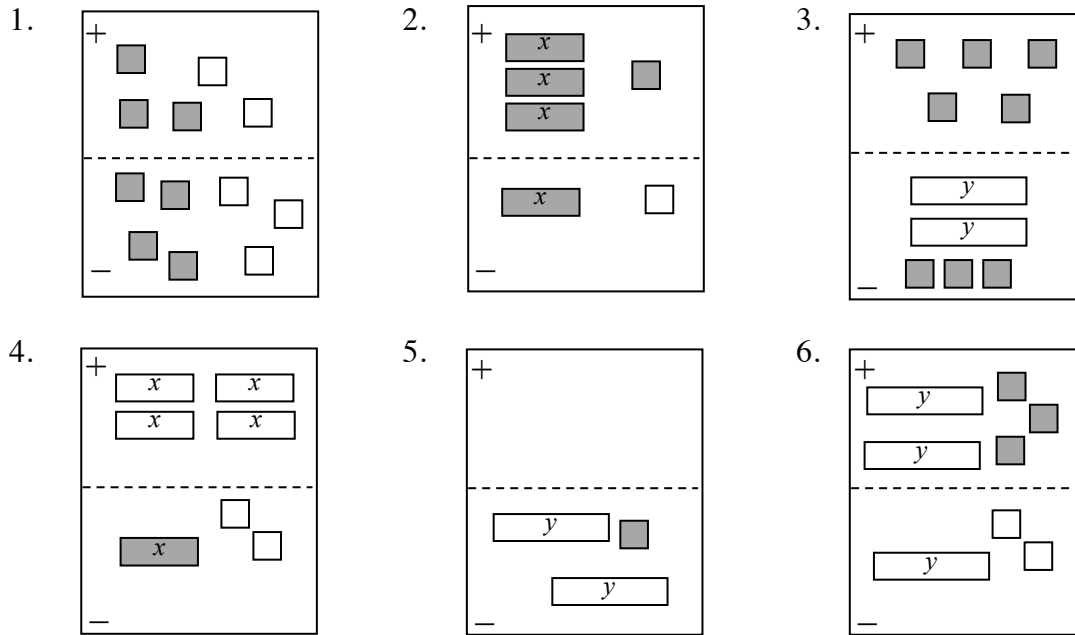 1.
+
−
2.
+
x
x
x
x
−
3.
+
y
y
−
4.
+
x x
x x
x
−
5.
+
y
y
−
6.
+
y
y
y
−